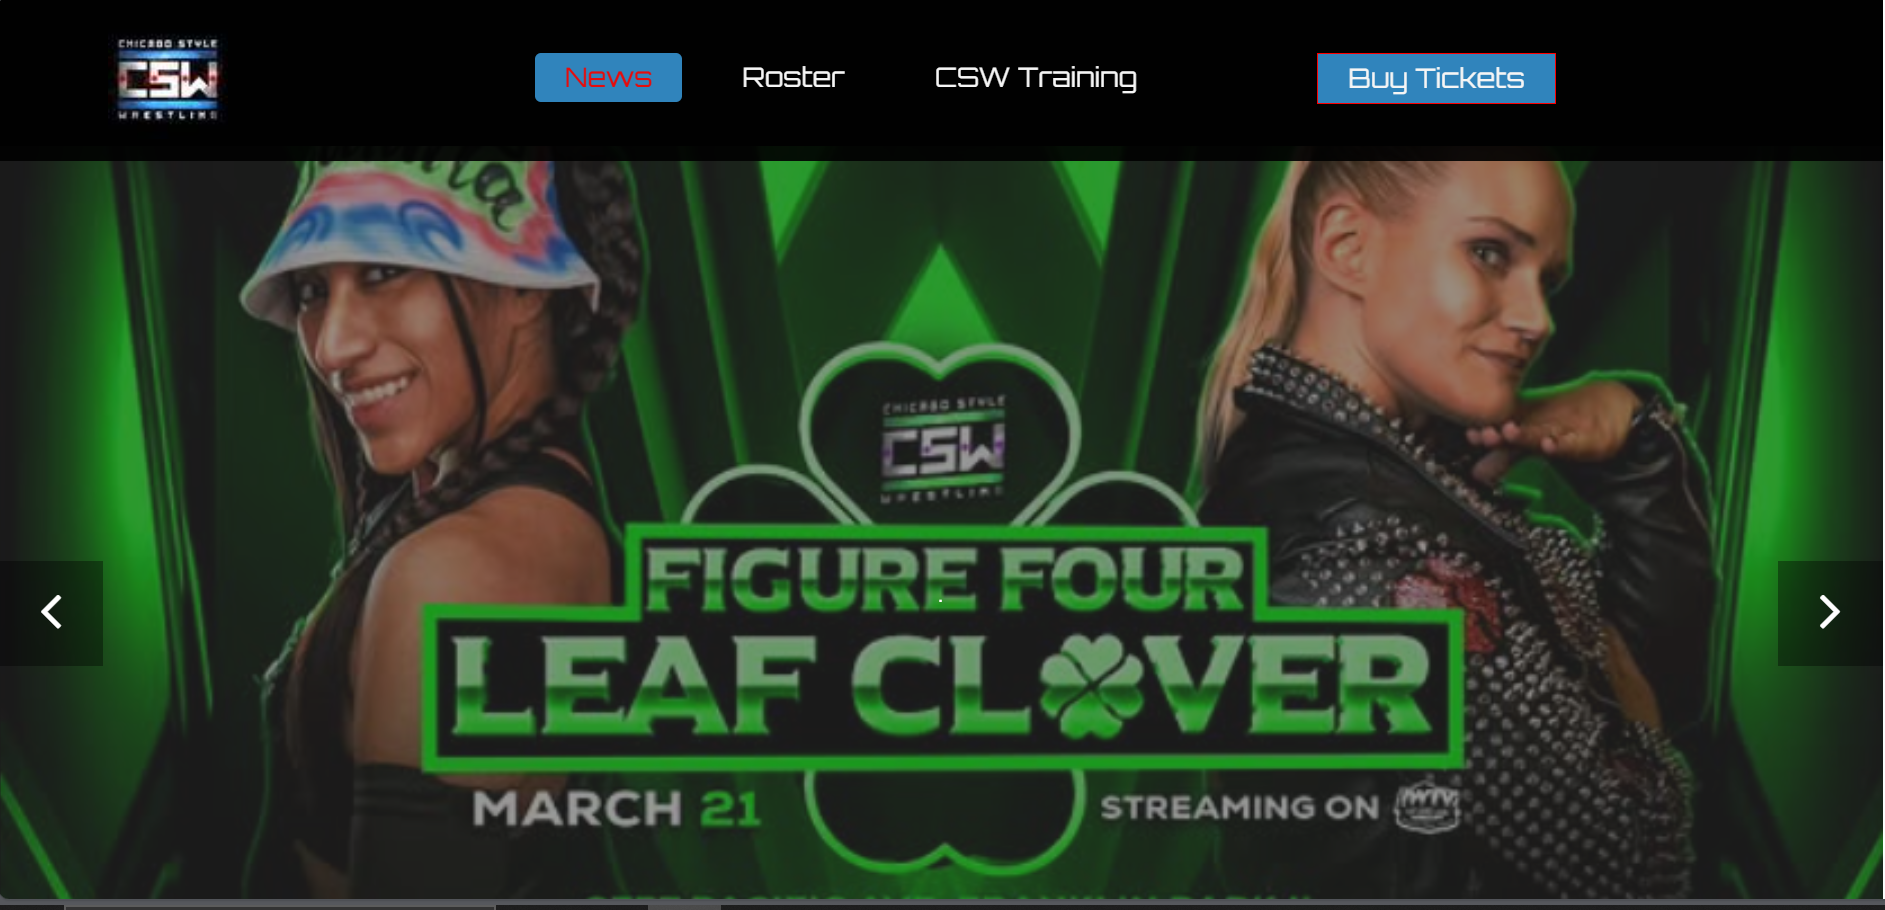 CHICAGO STYLE
CSW
WRESTLING
News
Roster
CSW Training
Buy Tickets
CHICAGO STYLE
CSW
WRESTLING
FIGURE FOUR
LEAF CLOVER
MARCH 21
STREAMING ON IWTV